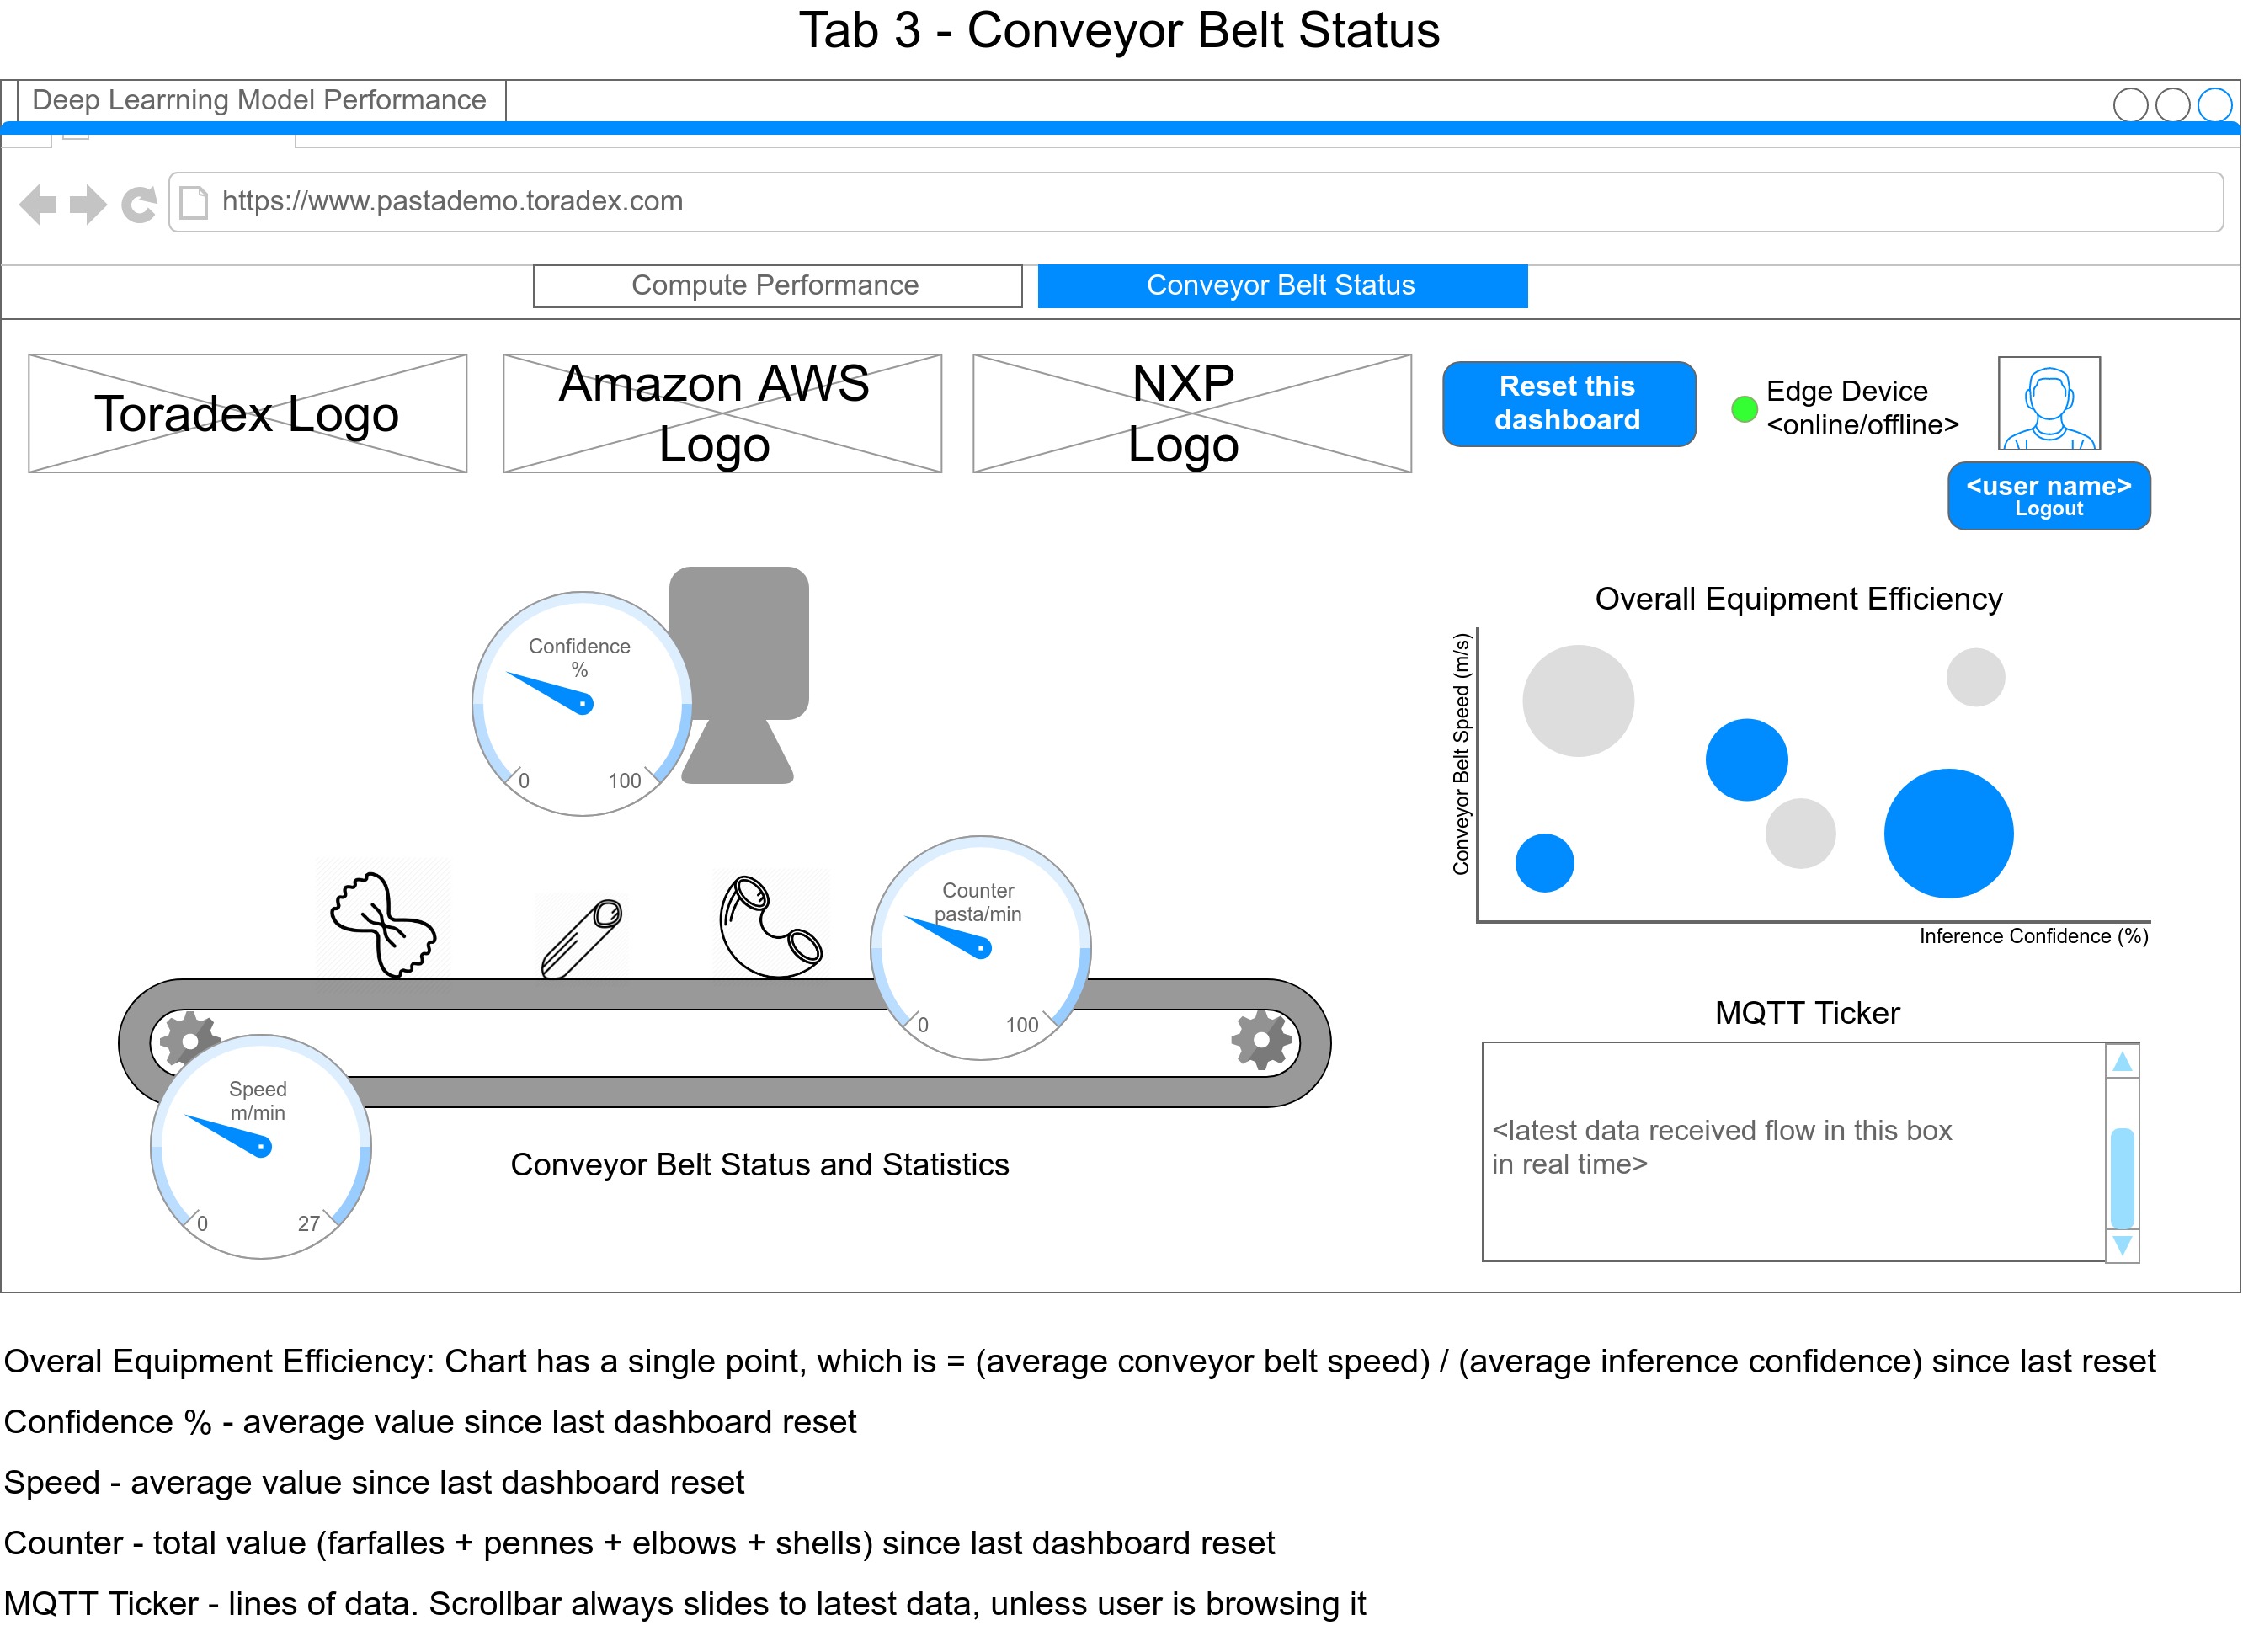 Tab 3 - Conveyor Belt Status
Deep Learrning Model Performance
https://www.pastademo.toradex.com
Compute Performance
Conveyor Belt Status
Toradex Logo
Amazon AWS
Logo
NXP
Logo
Reset this
dashboard
Edge Device
<online/offline>
<user name>
Logout
Confidence
%
0
100
Counter
pasta/min
0
100
Speed
m/min
0
27
Conveyor Belt Status and Statistics
Overall Equipment Efficiency
Conveyor Belt Speed (m/s)
Inference Confidence (%)
MQTT Ticker
<latest data received flow in this box
in real time>
Overal Equipment Efficiency: Chart has a single point, which is = (average conveyor belt speed) / (average inference confidence) since last reset
Confidence % - average value since last dashboard reset
Speed - average value since last dashboard reset
Counter - total value (farfalles + pennes + elbows + shells) since last dashboard reset
MQTT Ticker - lines of data. Scrollbar always slides to latest data, unless user is browsing it